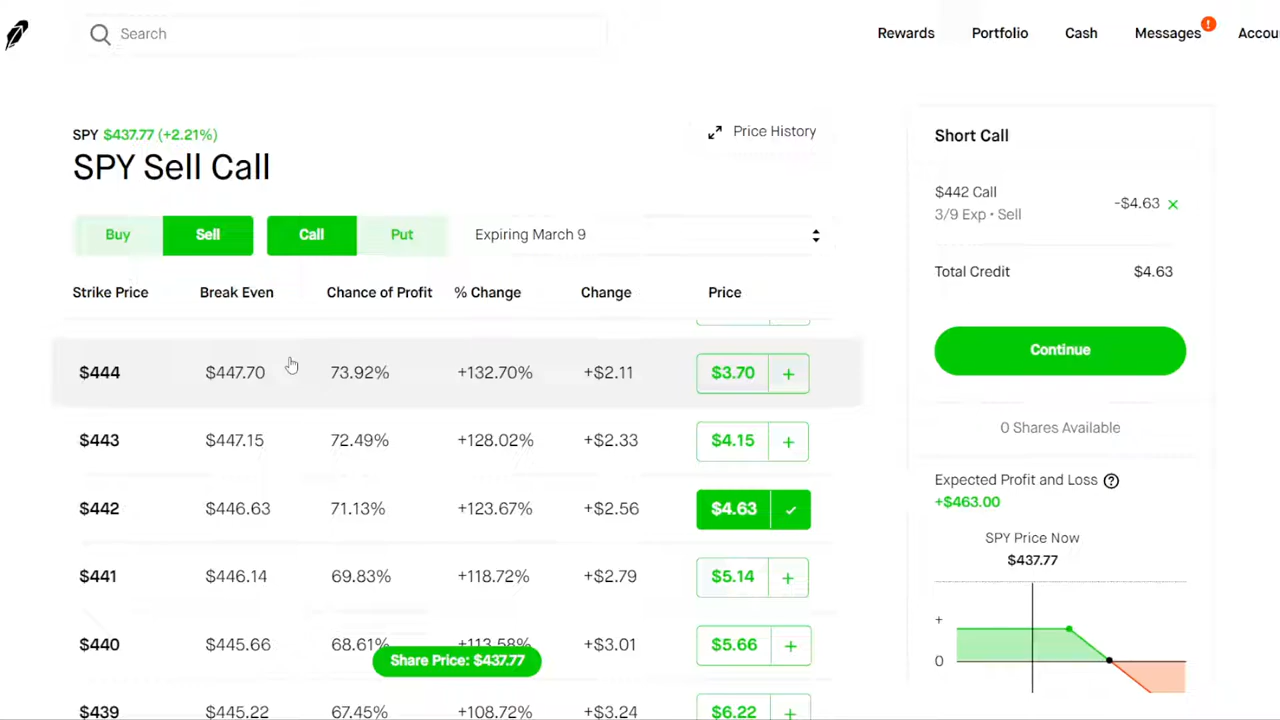 Search
Rewards Portfolio Cash Messages ! Accou
SPY $437.77 (+2.21%)
SPY Sell Call
Price History
Buy Sell Call Put Expiring March 9
Strike Price Break Even Chance of Profit % Change Change Price
$444 $447.70 73.92% +132.70% +$2.11 $3.70 +
$443 $447.15 72.49% +128.02% +$2.33 $4.15 +
$442 $446.63 71.13% +123.67% +$2.56 $4.63
$441 $446.14 69.83% +118.72% +$2.79 $5.14 +
$440 $445.66 68.61% +113.58% +$3.01 $5.66 +
Share Price: $437.77
$439 $445.22 67.45% +108.72% +$3.24 $6.22 +
Short Call
$442 Call -$4.63
3/9 Exp • Sell
Total Credit $4.63
Continue
0 Shares Available
Expected Profit and Loss ?
+$463.00
SPY Price Now
$437.77
+
0